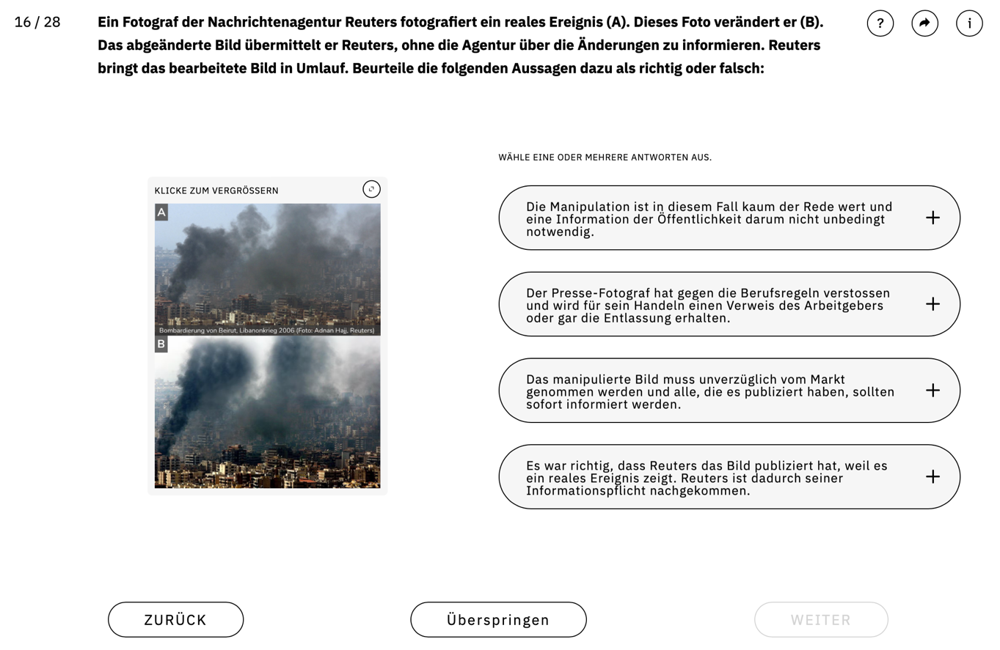 16 / 28
Ein Fotograf der Nachrichtenagentur Reuters fotografiert ein reales Ereignis (A). Dieses Foto verändert er (B).
Das abgeänderte Bild übermittelt er Reuters, ohne die Agentur über die Änderungen zu informieren. Reuters
bringt das bearbeitete Bild in Umlauf. Beurteile die folgenden Aussagen dazu als richtig oder falsch:
?
i
WÄHLE EINE ODER MEHRERE ANTWORTEN AUS.
KLICKE ZUM VERGRÖSSERN
A
Bombardierung von Beirut, Libanonkrieg 2006 (Foto: Adnan Hajj, Reuters)
B
Die Manipulation ist in diesem Fall kaum der Rede wert und
eine Information der Öffentlichkeit darum nicht unbedingt
notwendig.
Der Presse-Fotograf hat gegen die Berufsregeln verstossen
und wird für sein Handeln einen Verweis des Arbeitgebers
oder gar die Entlassung erhalten.
Das manipulierte Bild muss unverzüglich vom Markt
genommen werden und alle, die es publiziert haben, sollten
sofort informiert werden.
Es war richtig, dass Reuters das Bild publiziert hat, weil es
ein reales Ereignis zeigt. Reuters ist dadurch seiner
Informationspflicht nachgekommen.
ZURÜCK
Überspringen
WEITER